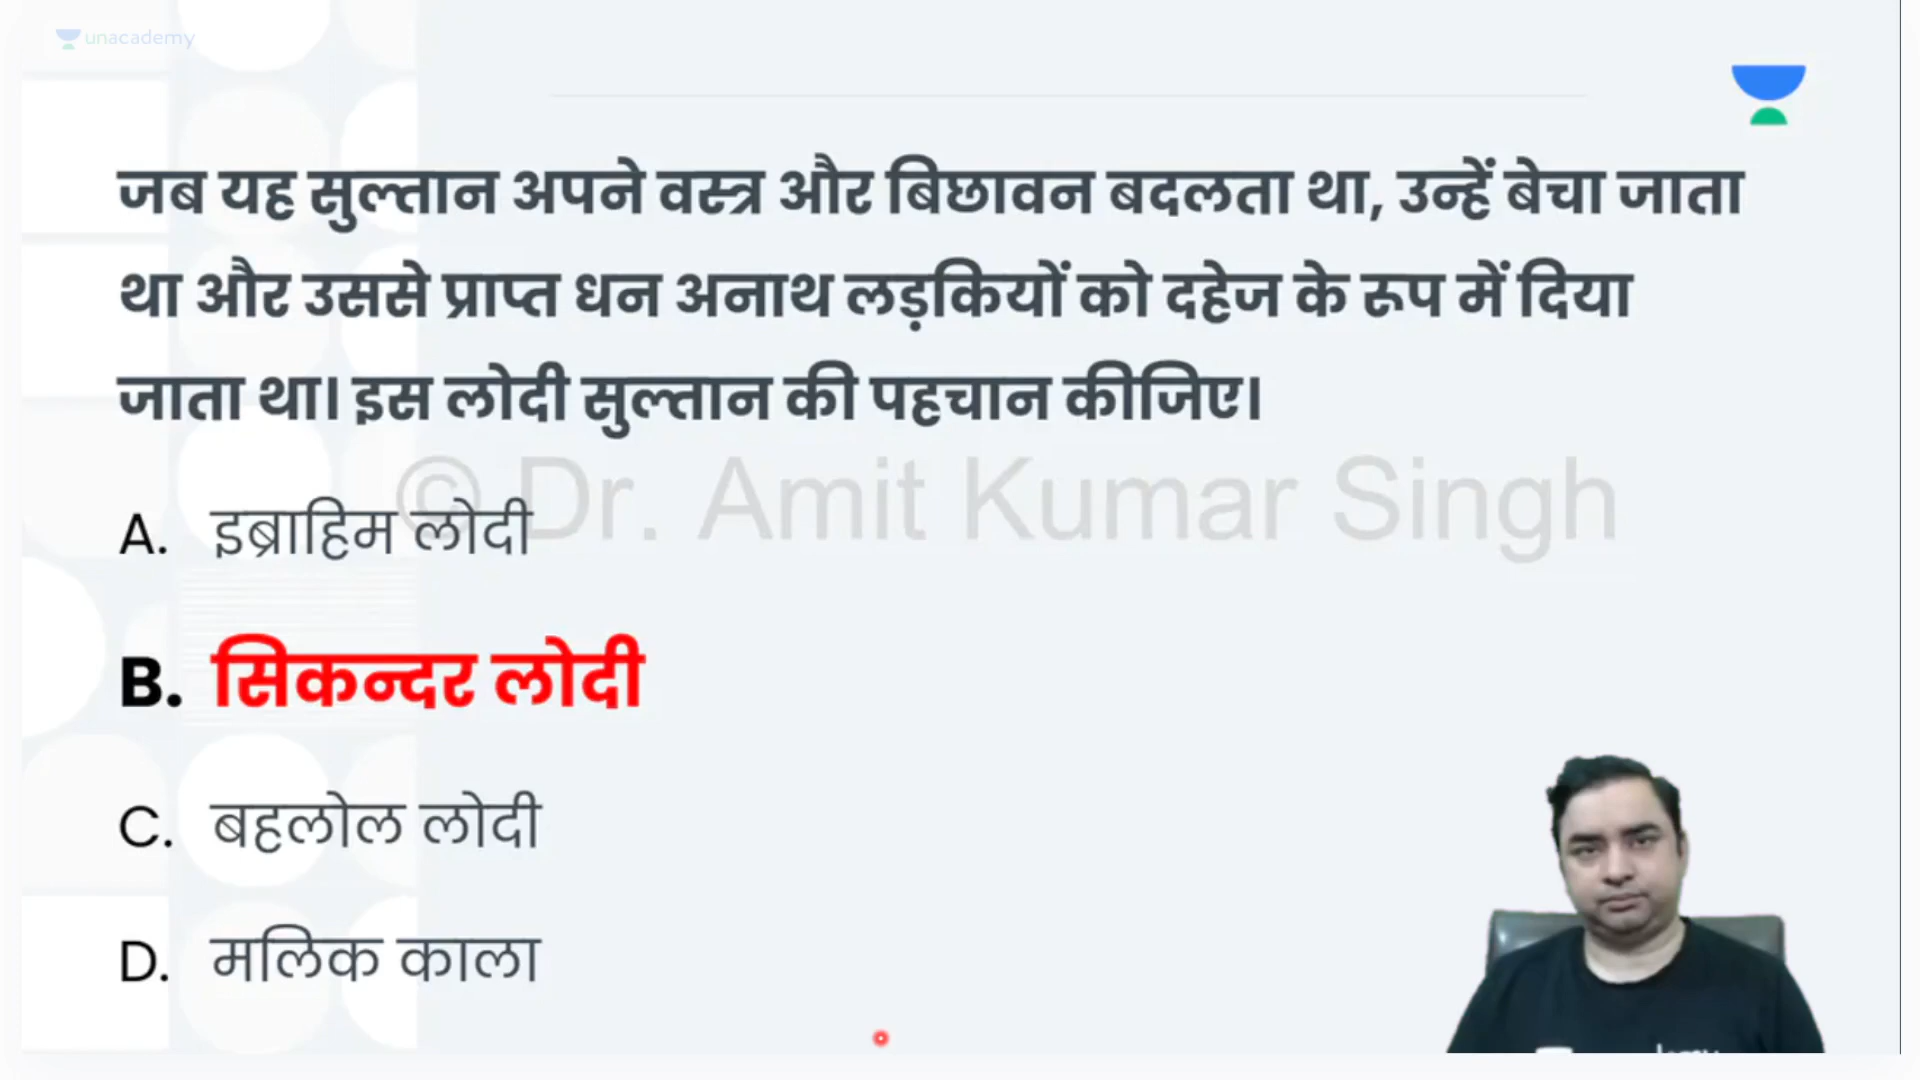 unacademy
जब यह सुल्तान अपने वस्त्र और बिछावन बदलता था, उन्हें बेचा जाता
था और उससे प्राप्त धन अनाथ लड़कियों को दहेज के रूप में दिया
जाता था। इस लोदी सुल्तान की पहचान कीजिए।
© Dr. Amit Kumar Singh
A. इब्राहिम लोदी
B. सिकन्दर लोदी
C. बहलोल लोदी
D. मलिक काला